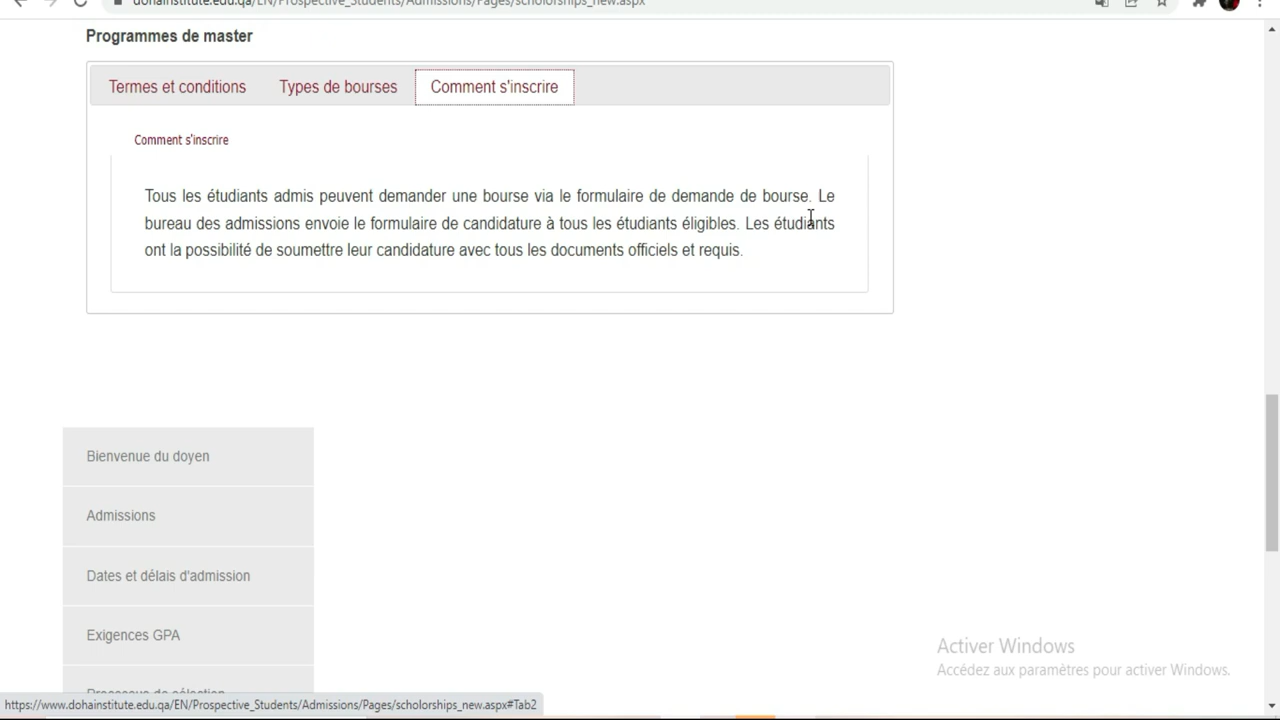 dohainstitute.edu.qa/EN/Prospective_Students/Admissions/Pages/scholorships_new.aspx
Programmes de master
Termes et conditions Types de bourses Comment s'inscrire
Comment s'inscrire
Tous les étudiants admis peuvent demander une bourse via le formulaire de demande de bourse. Le
bureau des admissions envoie le formulaire de candidature à tous les étudiants éligibles. Les étudiants
ont la possibilité de soumettre leur candidature avec tous les documents officiels et requis.
Bienvenue du doyen
Admissions
Dates et délais d'admission
Exigences GPA
Processus de sélection
Activer Windows
Accédez aux paramètres pour activer Windows.
https://www.dohainstitute.edu.qa/EN/Prospective_Students/Admissions/Pages/scholorships_new.aspx#Tab2